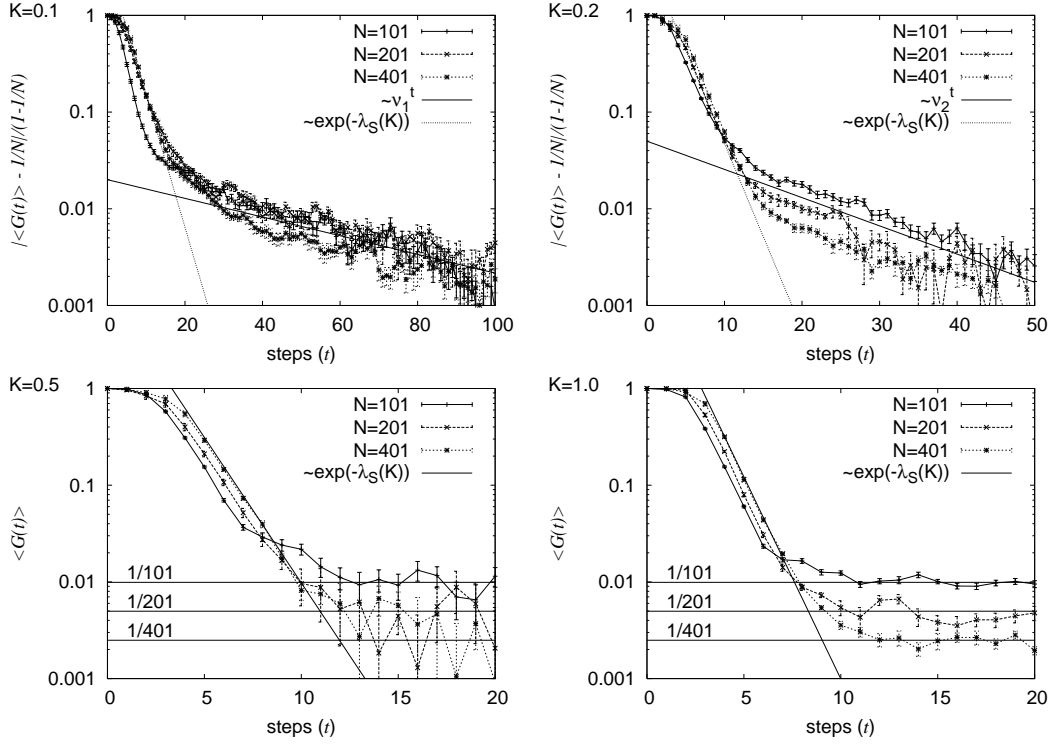 K=0.1
|<G(t)> - 1/N|/(1-1/N)
1
0.1
0.01
0.001
N=101
N=201
N=401
~ν₁ᵗ
~exp(-λ_S(K))
0 20 40 60 80 100
steps (t)
K=0.2
|<G(t)> - 1/N|/(1-1/N)
1
0.1
0.01
0.001
N=101
N=201
N=401
~ν₂ᵗ
~exp(-λ_S(K))
0 10 20 30 40 50
steps (t)
K=0.5
<G(t)>
1
0.1
0.01
0.001
N=101
N=201
N=401
~exp(-λ_S(K))
1/101
1/201
1/401
0 5 10 15 20
steps (t)
K=1.0
<G(t)>
1
0.1
0.01
0.001
N=101
N=201
N=401
~exp(-λ_S(K))
1/101
1/201
1/401
0 5 10 15 20
steps (t)